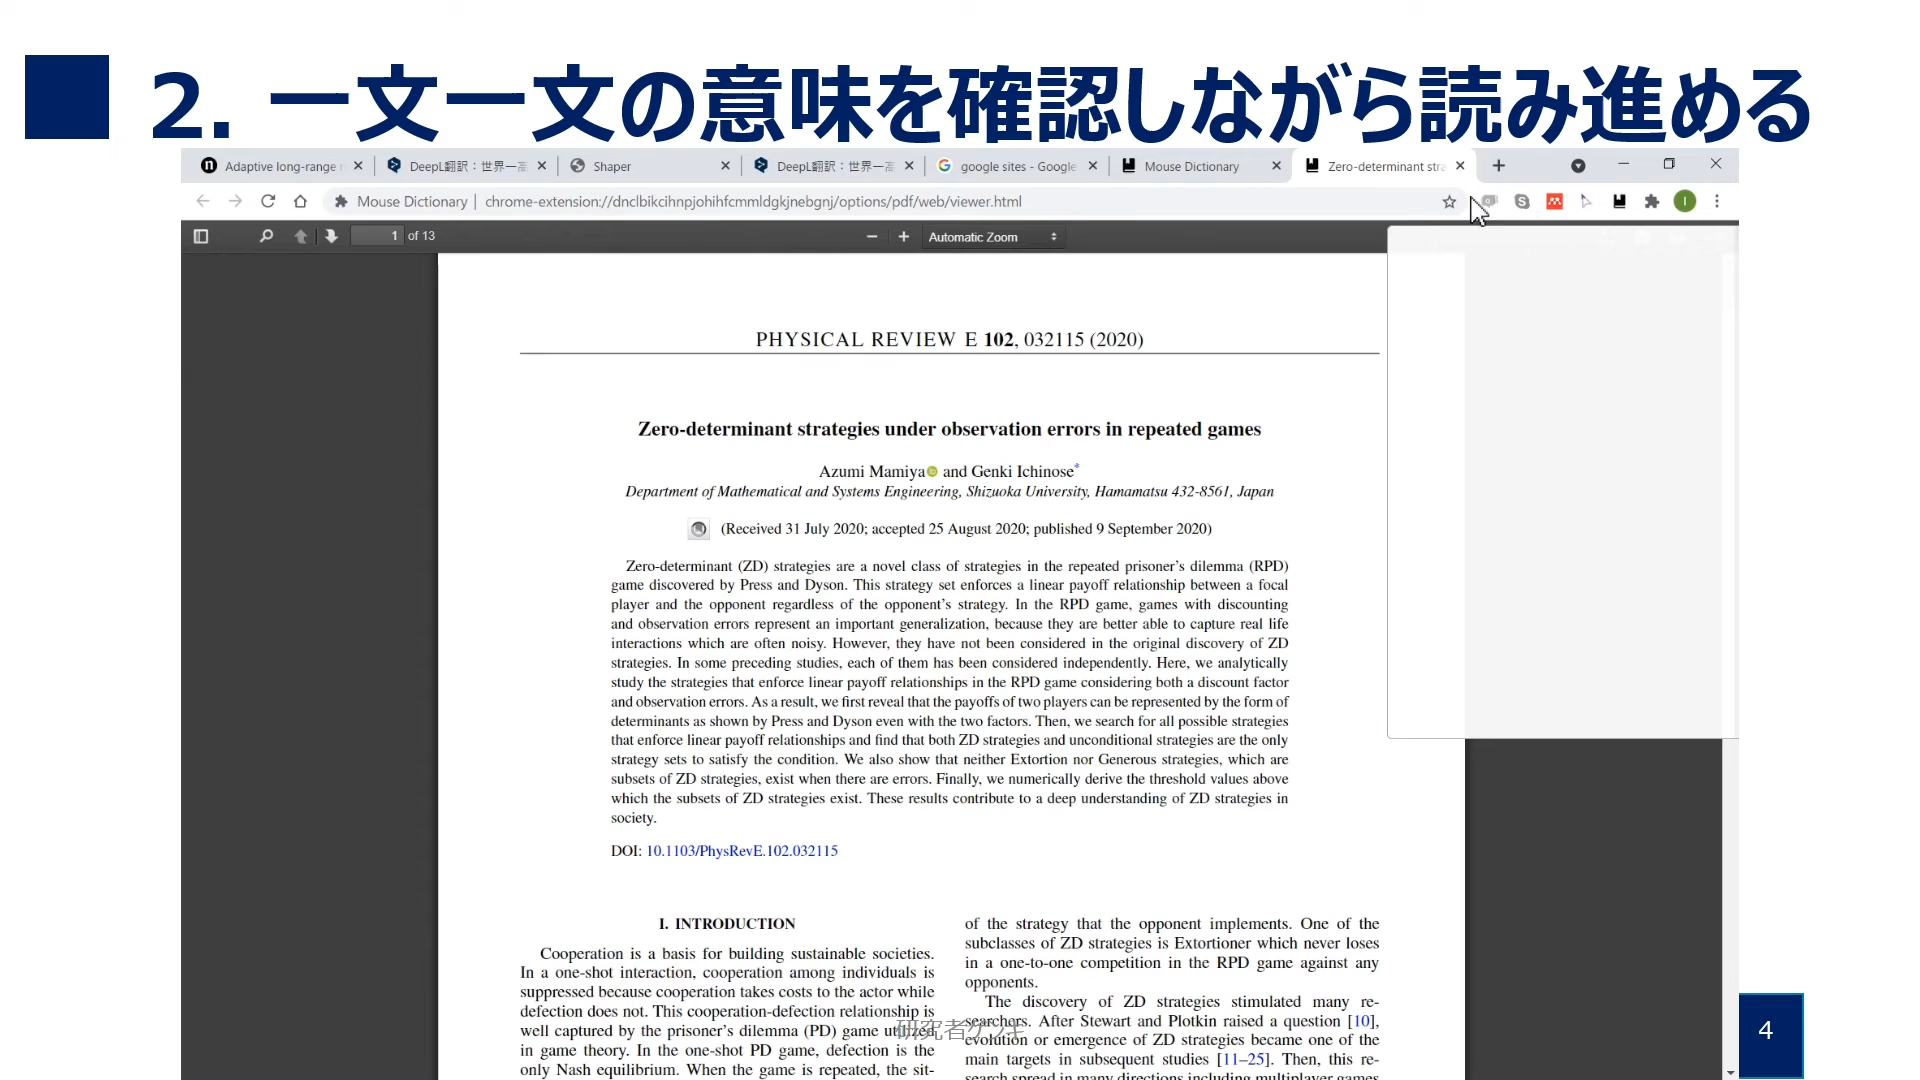 2. 一文一文の意味を確認しながら読み進める
Adaptive long-range
DeepL翻訳：世界一高
Shaper
DeepL翻訳：世界一高
google sites - Google
Mouse Dictionary
Zero-determinant stra
Mouse Dictionary | chrome-extension://dnclbikcihnpjohihfcmmldgkjnebgnj/options/pdf/web/viewer.html
1 of 13
Automatic Zoom
PHYSICAL REVIEW E 102, 032115 (2020)
Zero-determinant strategies under observation errors in repeated games
Azumi Mamiya and Genki Ichinose*
Department of Mathematical and Systems Engineering, Shizuoka University, Hamamatsu 432-8561, Japan
(Received 31 July 2020; accepted 25 August 2020; published 9 September 2020)
Zero-determinant (ZD) strategies are a novel class of strategies in the repeated prisoner's dilemma (RPD)
game discovered by Press and Dyson. This strategy set enforces a linear payoff relationship between a focal
player and the opponent regardless of the opponent's strategy. In the RPD game, games with discounting
and observation errors represent an important generalization, because they are better able to capture real life
interactions which are often noisy. However, they have not been considered in the original discovery of ZD
strategies. In some preceding studies, each of them has been considered independently. Here, we analytically
study the strategies that enforce linear payoff relationships in the RPD game considering both a discount factor
and observation errors. As a result, we first reveal that the payoffs of two players can be represented by the form of
determinants as shown by Press and Dyson even with the two factors. Then, we search for all possible strategies
that enforce linear payoff relationships and find that both ZD strategies and unconditional strategies are the only
strategy sets to satisfy the condition. We also show that neither Extortion nor Generous strategies, which are
subsets of ZD strategies, exist when there are errors. Finally, we numerically derive the threshold values above
which the subsets of ZD strategies exist. These results contribute to a deep understanding of ZD strategies in
society.
DOI: 10.1103/PhysRevE.102.032115
I. INTRODUCTION
Cooperation is a basis for building sustainable societies.
In a one-shot interaction, cooperation among individuals is
suppressed because cooperation takes costs to the actor while
defection does not. This cooperation-defection relationship is
well captured by the prisoner's dilemma (PD) game utilized
in game theory. In the one-shot PD game, defection is the
only Nash equilibrium. When the game is repeated, the sit-
of the strategy that the opponent implements. One of the
subclasses of ZD strategies is Extortioner which never loses
in a one-to-one competition in the RPD game against any
opponents.
The discovery of ZD strategies stimulated many re-
searchers. After Stewart and Plotkin raised a question [10],
evolution or emergence of ZD strategies became one of the
main targets in subsequent studies [11–25]. Then, this re-
search spread in many directions including multiplayer games
研究者ゲンキ
4